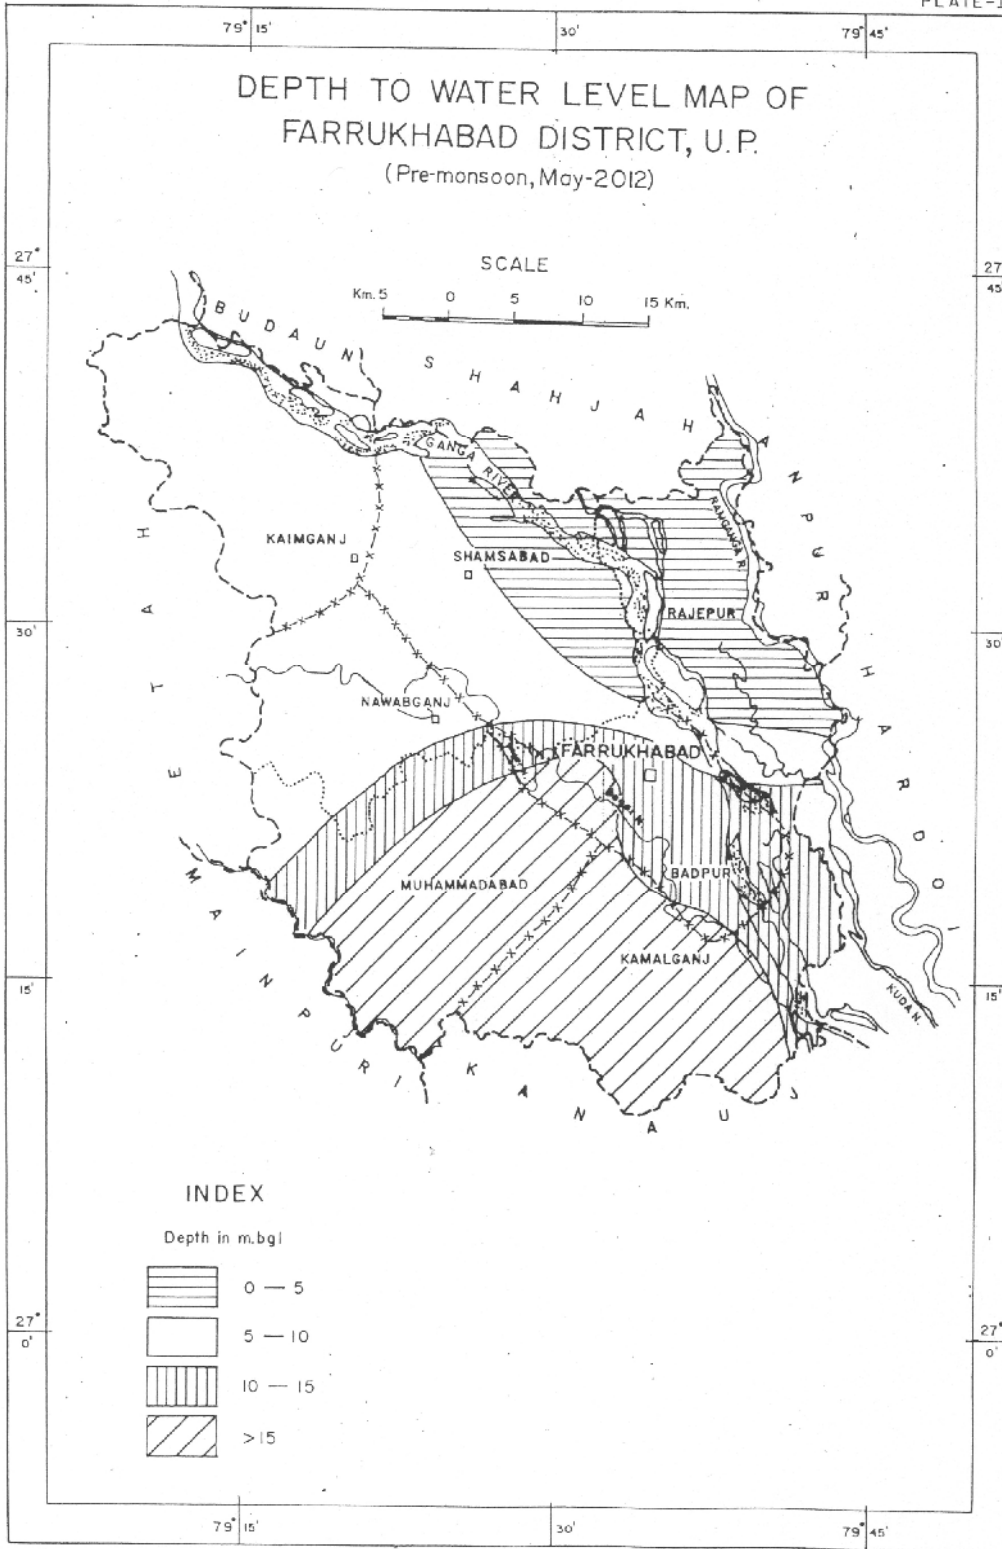 PLATE-1
79° 15'
30'
79° 45'
DEPTH TO WATER LEVEL MAP OF
FARRUKHABAD DISTRICT, U.P.
(Pre-monsoon, May-2012)
27° 45'
27° 45'
SCALE
Km. 5 0 5 10 15 Km.
BUDAUN
SHAHJAHANPUR
GANGA RIVER
RAMGANGA R.
ETAH
KAIMGANJ
SHAMSABAD
RAJEPUR
30'
30'
HARDOI
NAWABGANJ
FARRUKHABAD
MUHAMMADABAD
BADPUR
KAMALGANJ
MAINPURI
15'
15'
KUDAN.
KANAUJ
INDEX
Depth in m.bgl
0 — 5
5 — 10
10 — 15
>15
27° 0'
27° 0'
79° 15'
30'
79° 45'